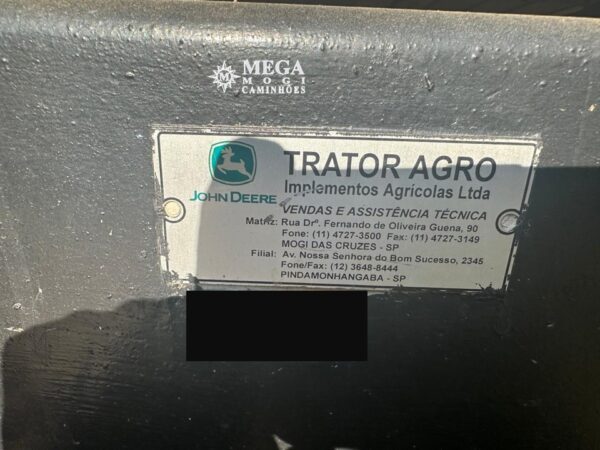 MEGA
MOGI
CAMINHÕES
JOHN DEERE
TRATOR AGRO
Implementos Agrícolas Ltda
VENDAS E ASSISTÊNCIA TÉCNICA
Matriz: Rua Drº. Fernando de Oliveira Guena, 90
Fone: (11) 4727-3500 Fax: (11) 4727-3149
MOGI DAS CRUZES - SP
Filial: Av. Nossa Senhora do Bom Sucesso, 2345
Fone/Fax: (12) 3648-8444
PINDAMONHANGABA - SP